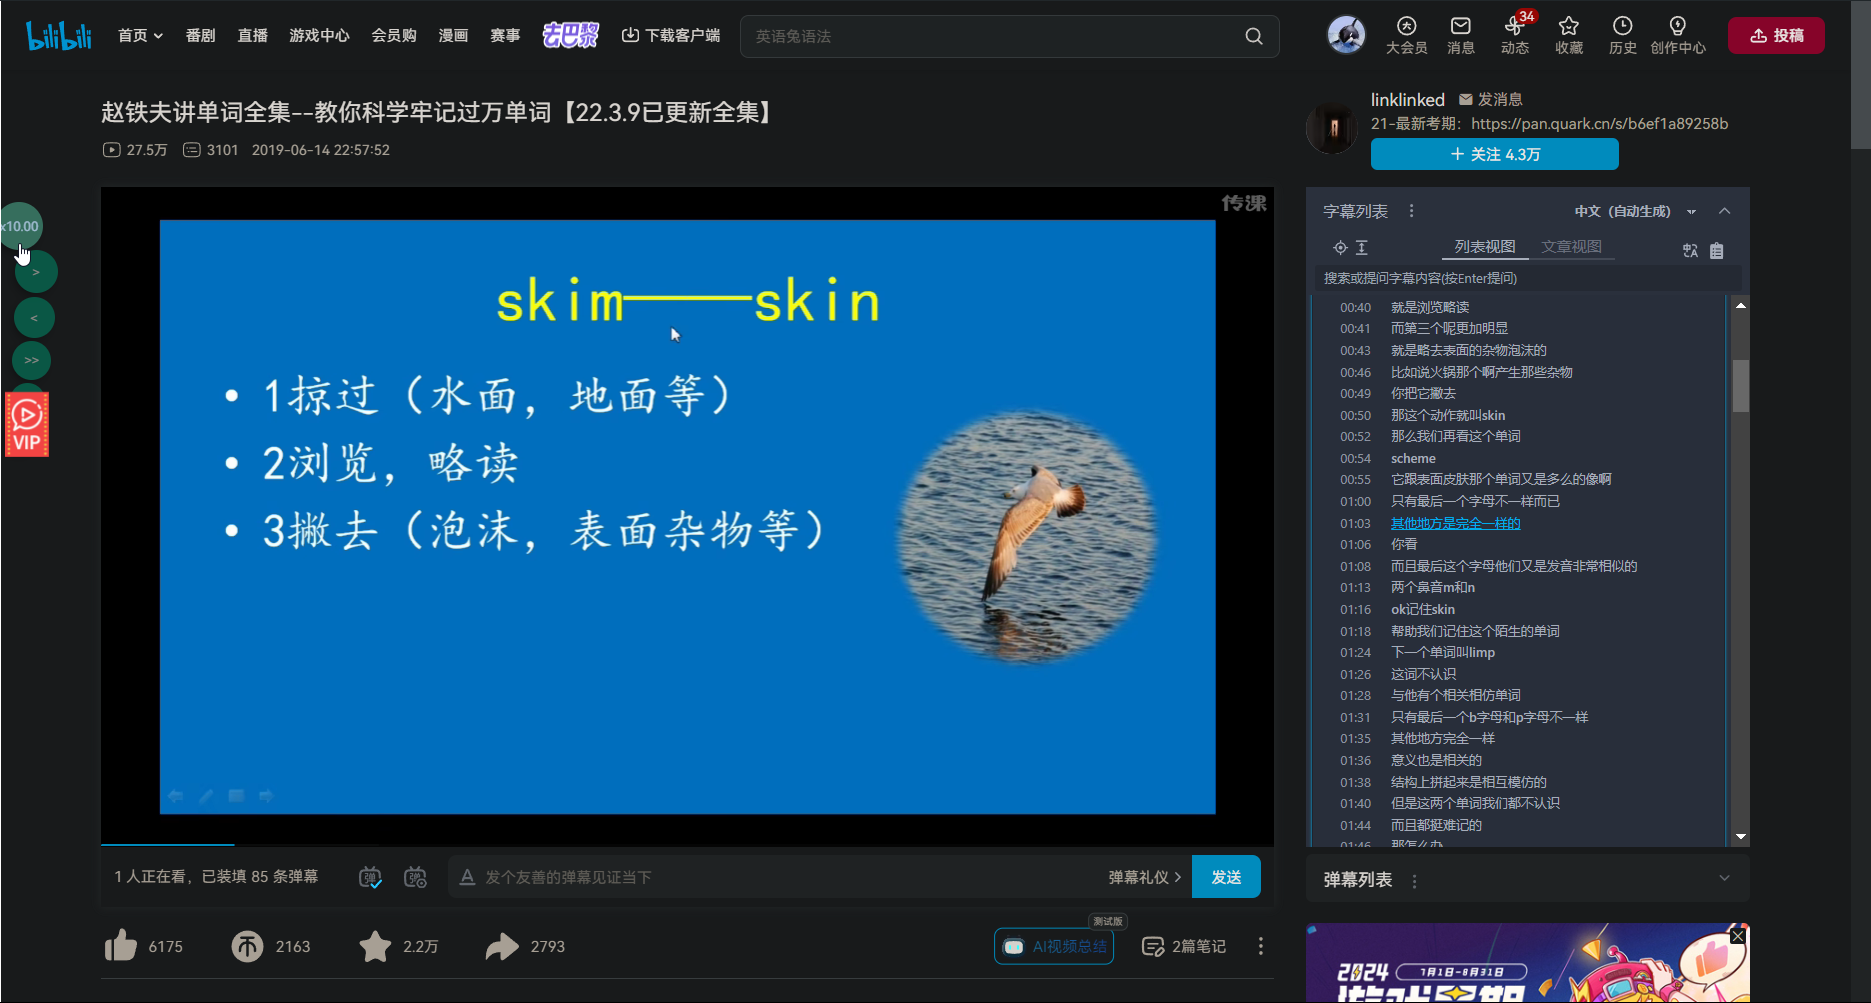 bilibili
首页
番剧
直播
游戏中心
会员购
漫画
赛事
去巴黎
下载客户端
英语兔语法
大会员
消息
34
动态
收藏
历史
创作中心
投稿
赵铁夫讲单词全集--教你科学牢记过万单词【22.3.9已更新全集】
27.5万 3101 2019-06-14 22:57:52
linklinked 发消息
21-最新考期：https://pan.quark.cn/s/b6ef1a89258b
+ 关注 4.3万
x10.00
>
<
>>
VIP
传课
skim——skin
• 1掠过（水面，地面等）
• 2浏览，略读
• 3撇去（泡沫，表面杂物等）
字幕列表
中文（自动生成）
列表视图 文章视图
搜索或提问字幕内容(按Enter提问)
00:40 就是浏览略读
00:41 而第三个呢更加明显
00:43 就是略去表面的杂物泡沫的
00:46 比如说火锅那个啊产生那些杂物
00:49 你把它撇去
00:50 那这个动作就叫skin
00:52 那么我们再看这个单词
00:54 scheme
00:55 它跟表面皮肤那个单词又是多么的像啊
01:00 只有最后一个字母不一样而已
01:03 其他地方是完全一样的
01:06 你看
01:08 而且最后这个字母他们又是发音非常相似的
01:13 两个鼻音m和n
01:16 ok记住skin
01:18 帮助我们记住这个陌生的单词
01:24 下一个单词叫limp
01:26 这词不认识
01:28 与他有个相关相仿单词
01:31 只有最后一个b字母和p字母不一样
01:35 其他地方完全一样
01:36 意义也是相关的
01:38 结构上拼起来是相互模仿的
01:40 但是这两个单词我们都不认识
01:44 而且都挺难记的
01:46 那怎么办
1人正在看，已装填 85 条弹幕
发个友善的弹幕见证当下
弹幕礼仪 >
发送
弹幕列表
6175
2163
2.2万
2793
测试版
AI视频总结
2篇笔记
2024
7月1日-8月31日